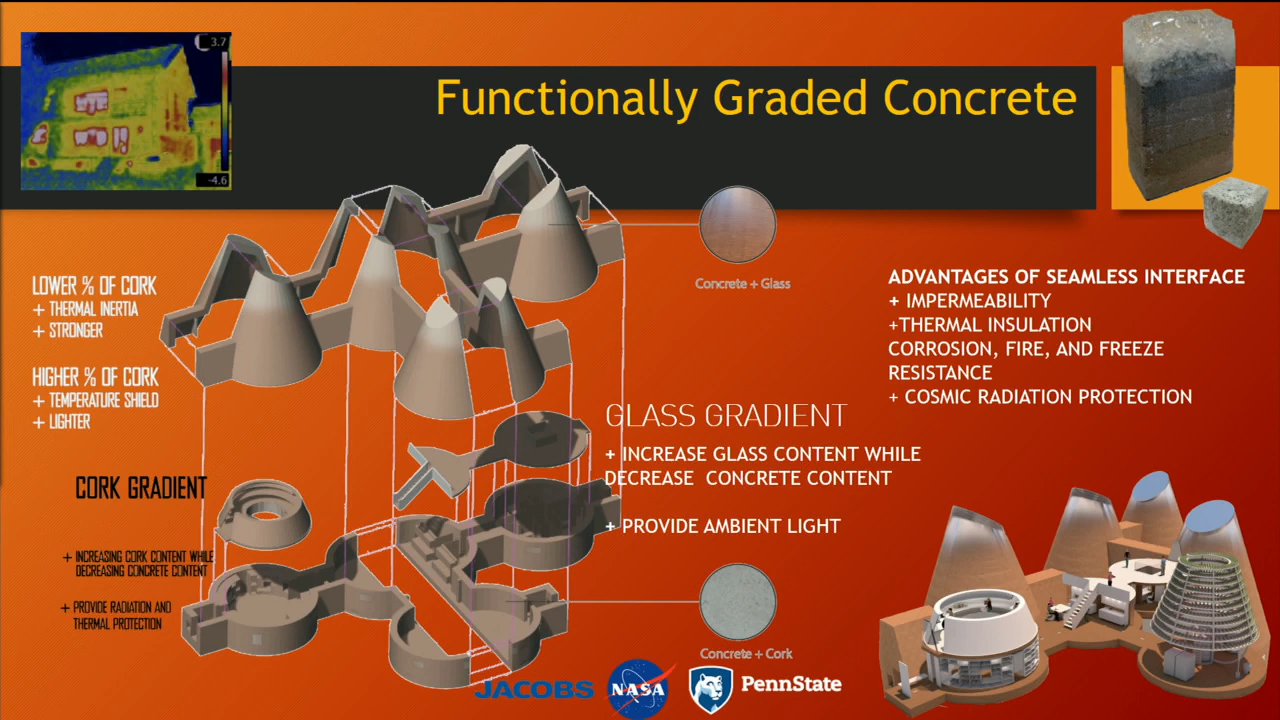 3.7
-4.6
Functionally Graded Concrete
LOWER % OF CORK
+ THERMAL INERTIA
+ STRONGER
HIGHER % OF CORK
+ TEMPERATURE SHIELD
+ LIGHTER
CORK GRADIENT
+ INCREASING CORK CONTENT WHILE
DECREASING CONCRETE CONTENT
+ PROVIDE RADIATION AND
THERMAL PROTECTION
Concrete + Glass
GLASS GRADIENT
+ INCREASE GLASS CONTENT WHILE
DECREASE CONCRETE CONTENT
+ PROVIDE AMBIENT LIGHT
Concrete + Cork
ADVANTAGES OF SEAMLESS INTERFACE
+ IMPERMEABILITY
+THERMAL INSULATION
CORROSION, FIRE, AND FREEZE
RESISTANCE
+ COSMIC RADIATION PROTECTION
JACOBS
NASA
PennState